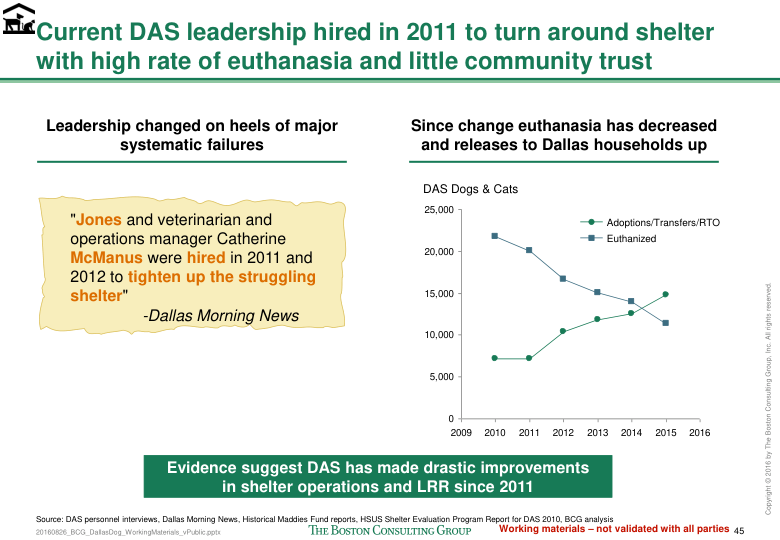 Current DAS leadership hired in 2011 to turn around shelter
with high rate of euthanasia and little community trust
Leadership changed on heels of major
systematic failures
"Jones and veterinarian and
operations manager Catherine
McManus were hired in 2011 and
2012 to tighten up the struggling
shelter"
-Dallas Morning News
Since change euthanasia has decreased
and releases to Dallas households up
DAS Dogs & Cats
25,000
20,000
15,000
10,000
5,000
0
2009 2010 2011 2012 2013 2014 2015 2016
Adoptions/Transfers/RTO
Euthanized
Evidence suggest DAS has made drastic improvements
in shelter operations and LRR since 2011
Source: DAS personnel interviews, Dallas Morning News, Historical Maddies Fund reports, HSUS Shelter Evaluation Program Report for DAS 2010, BCG analysis
20160826_BCG_DallasDog_WorkingMaterials_vPublic.pptx
THE BOSTON CONSULTING GROUP
Working materials – not validated with all parties
45
Copyright © 2016 by The Boston Consulting Group, Inc. All rights reserved.